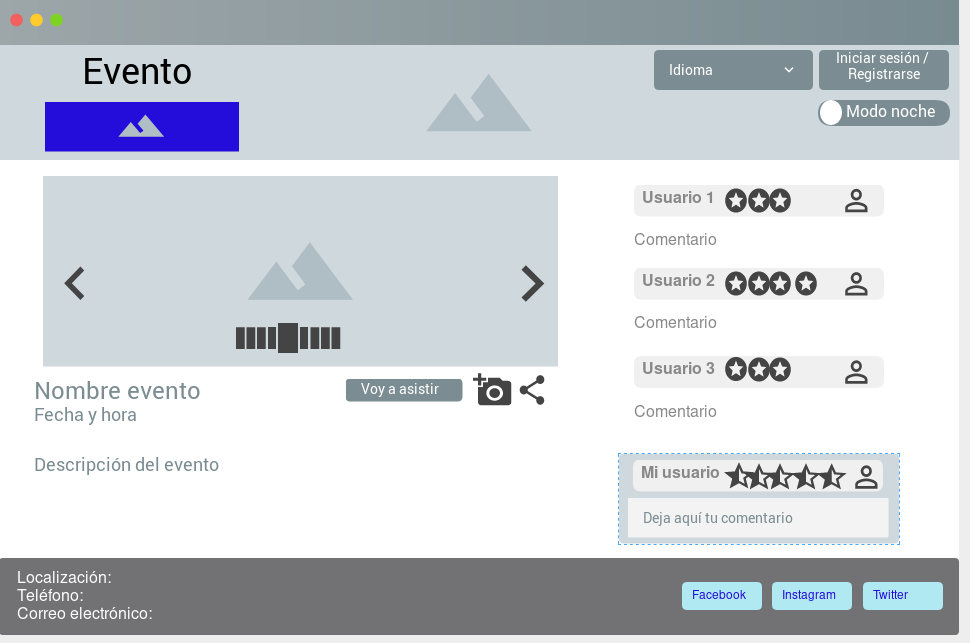 Evento
Idioma
Iniciar sesión /
Registrarse
Modo noche
Usuario 1
Comentario
Usuario 2
Comentario
Usuario 3
Comentario
Nombre evento
Voy a asistir
Fecha y hora
Descripción del evento
Mi usuario
Deja aquí tu comentario
Localización:
Teléfono:
Correo electrónico:
Facebook
Instagram
Twitter